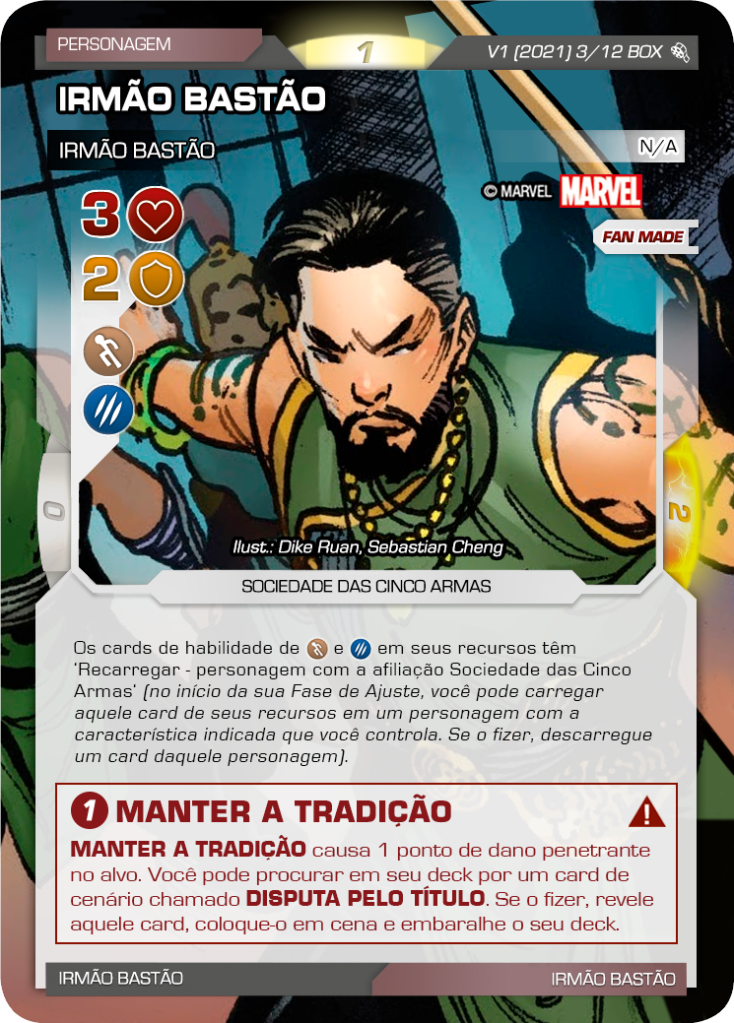 PERSONAGEM
1
V1 (2021) 3/12 BOX
IRMÃO BASTÃO
IRMÃO BASTÃO
N/A
© MARVEL MARVEL
FAN MADE
3
2
0
2
Ilust.: Dike Ruan, Sebastian Cheng
SOCIEDADE DAS CINCO ARMAS
Os cards de habilidade de e em seus recursos têm
'Recarregar - personagem com a afiliação Sociedade das Cinco
Armas' (no início da sua Fase de Ajuste, você pode carregar
aquele card de seus recursos em um personagem com a
característica indicada que você controla. Se o fizer, descarregue
um card daquele personagem).
1 MANTER A TRADIÇÃO
MANTER A TRADIÇÃO causa 1 ponto de dano penetrante
no alvo. Você pode procurar em seu deck por um card de
cenário chamado DISPUTA PELO TÍTULO. Se o fizer, revele
aquele card, coloque-o em cena e embaralhe o seu deck.
IRMÃO BASTÃO
IRMÃO BASTÃO